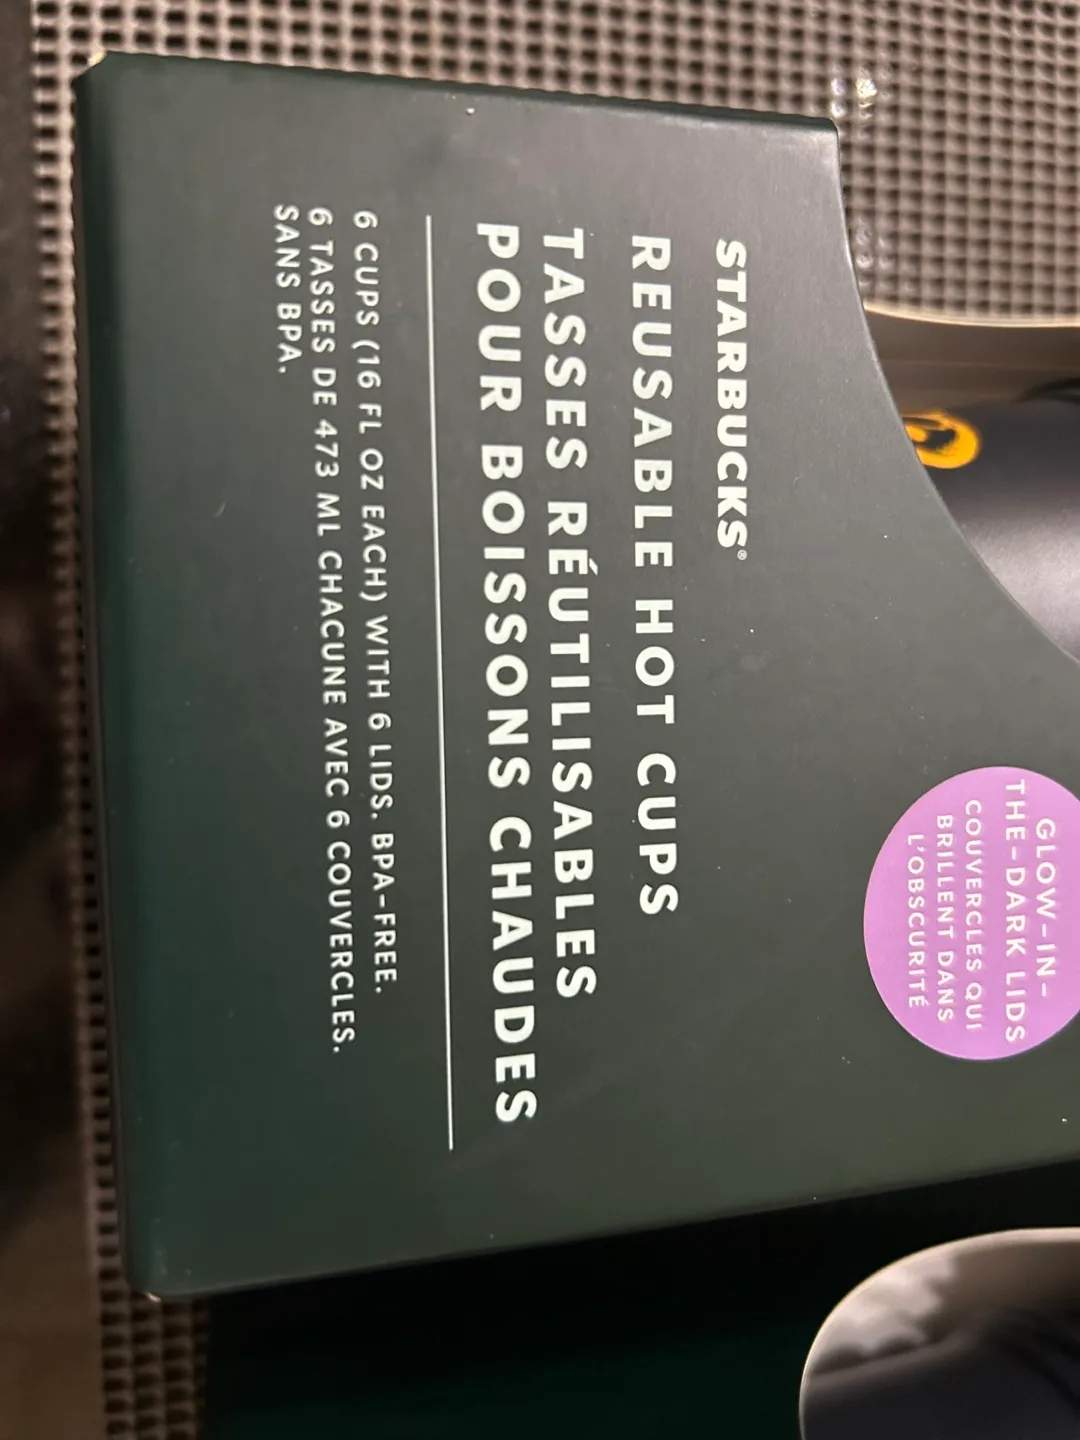 STARBUCKS®
REUSABLE HOT CUPS
TASSES RÉUTILISABLES
POUR BOISSONS CHAUDES
6 CUPS (16 FL OZ EACH) WITH 6 LIDS. BPA-FREE.
6 TASSES DE 473 ML CHACUNE AVEC 6 COUVERCLES.
SANS BPA.
GLOW-IN-
THE-DARK LIDS
COUVERCLES QUI
BRILLENT DANS
L'OBSCURITÉ